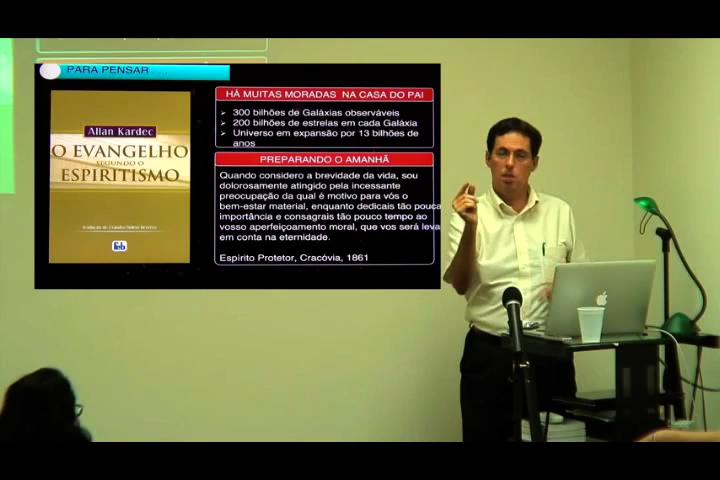 PARA PENSAR ...
Allan Kardec
O EVANGELHO
SEGUNDO O
ESPIRITISMO
feb
HÁ MUITAS MORADAS NA CASA DO PAI
➢ 300 bilhões de Galáxias observáveis
➢ 200 bilhões de estrelas em cada Galáxia
➢ Universo em expansão por 13 bilhões de
anos
PREPARANDO O AMANHÃ
Quando considero a brevidade da vida, sou
dolorosamente atingido pela incessante
preocupação da qual é motivo para vós o
bem-estar material, enquanto dedicais tão pouca
importância e consagrais tão pouco tempo ao
vosso aperfeiçoamento moral, que vos será leva
em conta na eternidade.
Espírito Protetor, Cracóvia, 1861